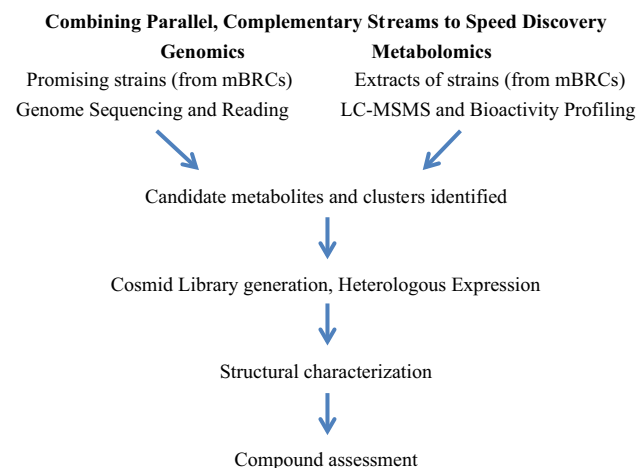 Combining Parallel, Complementary Streams to Speed Discovery
Genomics Metabolomics
Promising strains (from mBRCs) Extracts of strains (from mBRCs)
Genome Sequencing and Reading LC-MSMS and Bioactivity Profiling
Candidate metabolites and clusters identified
Cosmid Library generation, Heterologous Expression
Structural characterization
Compound assessment